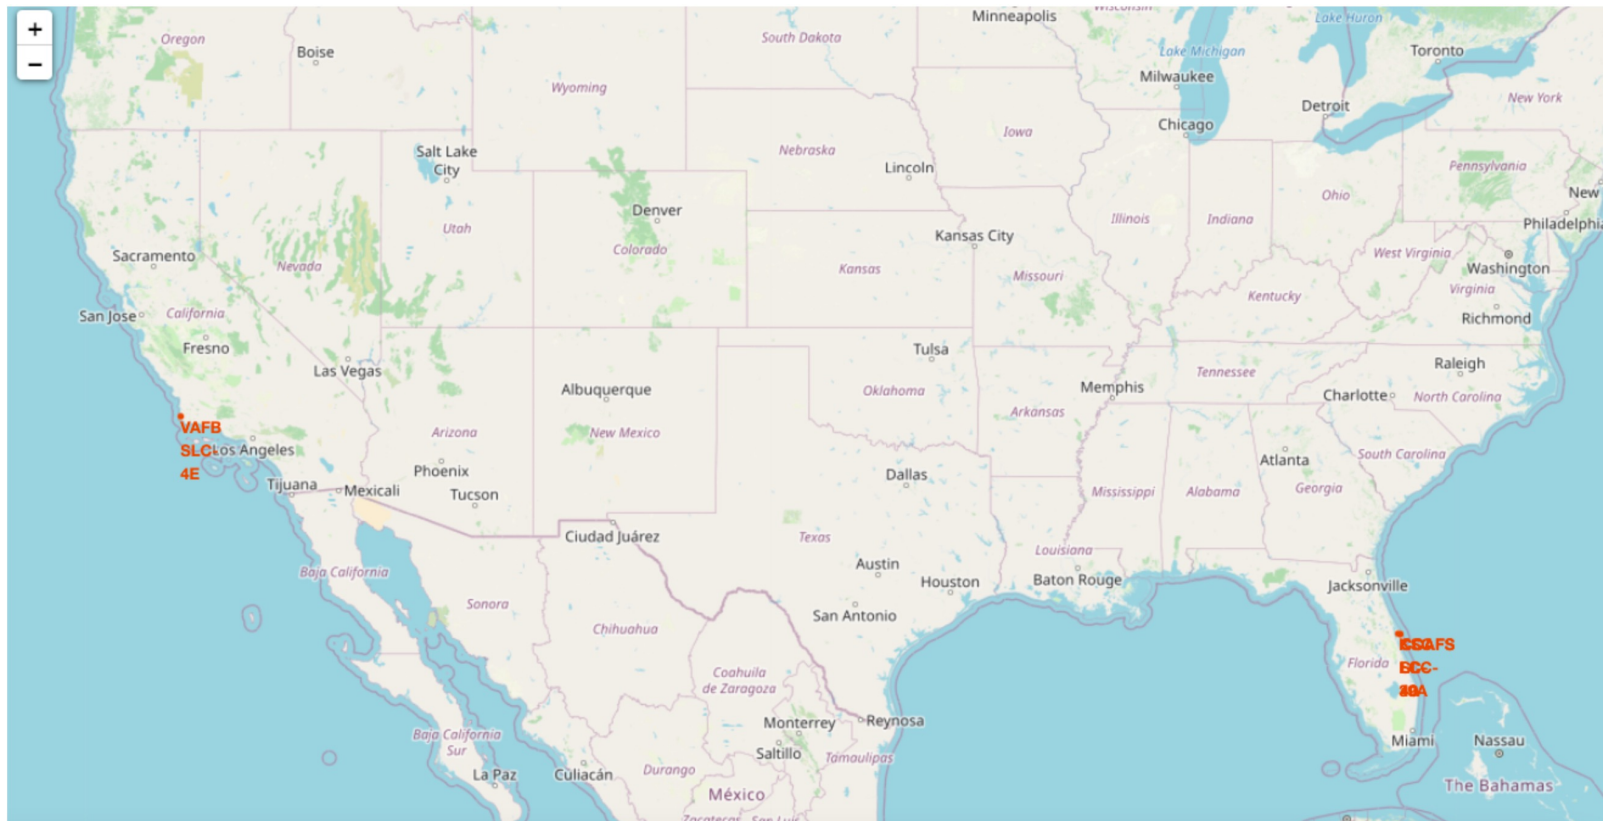 +
−
Oregon
Boise
South Dakota
Minneapolis
Wisconsin
Lake Huron
Lake Michigan
Toronto
Milwaukee
Wyoming
Detroit
New York
Iowa
Chicago
Salt Lake
City
Nebraska
Lincoln
Pennsylvania
New
Ohio
Denver
Illinois
Indiana
Philadelphia
Utah
Colorado
Kansas City
Sacramento
Nevada
Kansas
Missouri
West Virginia
Washington
Virginia
Kentucky
San Jose
California
Richmond
Fresno
Las Vegas
Tulsa
Raleigh
Tennessee
Albuquerque
Oklahoma
Memphis
Charlotte
North Carolina
Arkansas
VAFB
SLC-
4E
Los Angeles
Arizona
New Mexico
Phoenix
South Carolina
Atlanta
Dallas
Tijuana
Mexicali
Tucson
Mississippi
Alabama
Georgia
Ciudad Juárez
Texas
Louisiana
Austin
Baja California
Houston
Baton Rouge
Jacksonville
Sonora
San Antonio
Chihuahua
Florida
Coahuila
de Zaragoza
Monterrey
Reynosa
Baja California
Sur
Saltillo
Tamaulipas
Miami
Nassau
La Paz
Culiacán
Durango
The Bahamas
México
Zacatecas
San Luis